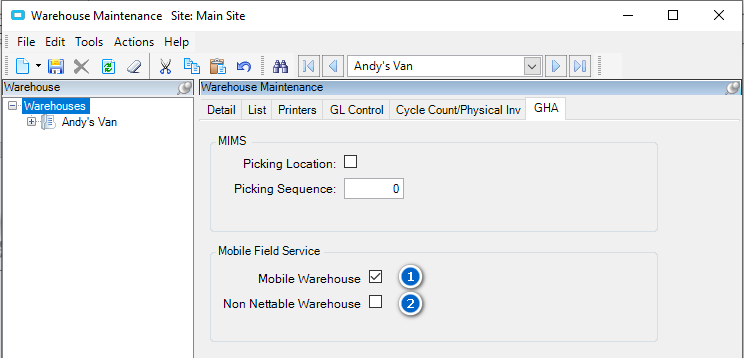 Warehouse Maintenance Site: Main Site
File Edit Tools Actions Help
Andy's Van
Warehouse
Warehouses
Andy's Van
Warehouse Maintenance
Detail List Printers GL Control Cycle Count/Physical Inv GHA
MIMS
Picking Location:
Picking Sequence: 0
Mobile Field Service
Mobile Warehouse 1
Non Nettable Warehouse 2